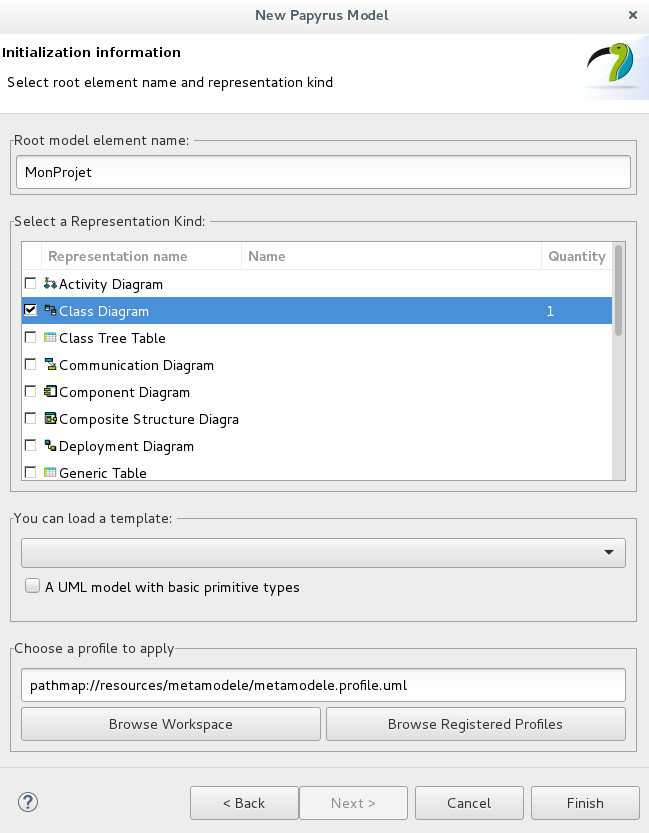 New Papyrus Model
Initialization information
Select root element name and representation kind
Root model element name:
MonProjet
Select a Representation Kind:
Representation name Name Quantity
Activity Diagram
Class Diagram 1
Class Tree Table
Communication Diagram
Component Diagram
Composite Structure Diagra
Deployment Diagram
Generic Table
You can load a template:
A UML model with basic primitive types
Choose a profile to apply
pathmap://resources/metamodele/metamodele.profile.uml
Browse Workspace Browse Registered Profiles
< Back Next > Cancel Finish